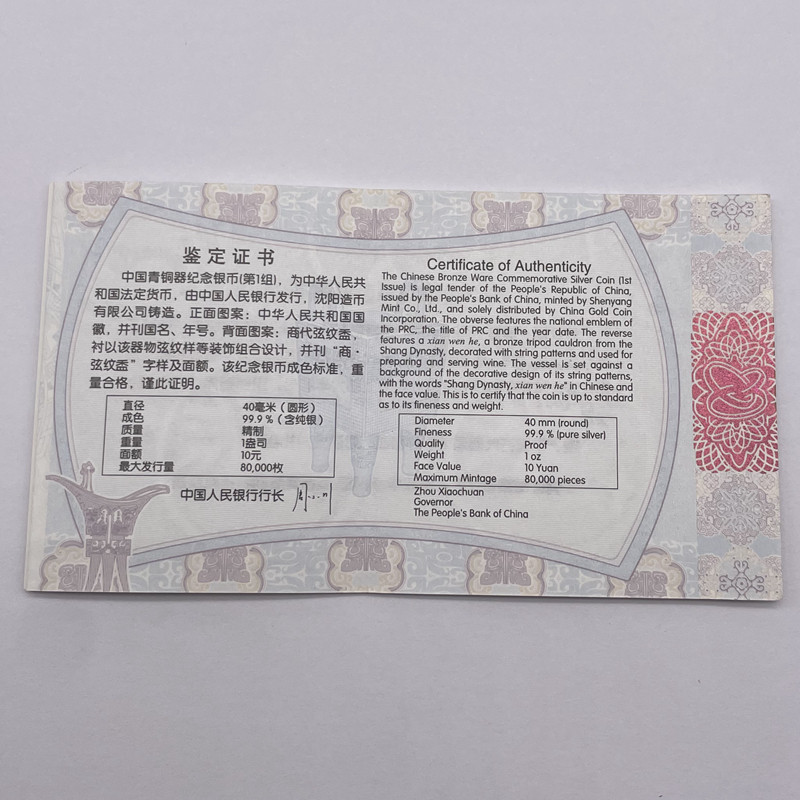 鉴定证书
中国青铜器纪念银币(第1组)，为中华人民共
和国法定货币，由中国人民银行发行，沈阳造币
有限公司铸造。正面图案：中华人民共和国国
徽，并刊国名、年号。背面图案：商代弦纹盉，
衬以该器物弦纹样等装饰组合设计，并刊“商·
弦纹盉”字样及面额。该纪念银币成色标准，重
量合格，谨此证明。
直径 40毫米（圆形）
成色 99.9％（含纯银）
质量 精制
重量 1盎司
面额 10元
最大发行量 80,000枚
中国人民银行行长
Certificate of Authenticity
The Chinese Bronze Ware Commemorative Silver Coin (1st
Issue) is legal tender of the People's Republic of China,
issued by the People's Bank of China, minted by Shenyang
Mint Co., Ltd., and solely distributed by China Gold Coin
Incorporation. The obverse features the national emblem of
the PRC, the title of PRC and the year date. The reverse
features a xian wen he, a bronze tripod cauldron from the
Shang Dynasty, decorated with string patterns and used for
preparing and serving wine. The vessel is set against a
background of the decorative design of its string patterns,
with the words "Shang Dynasty, xian wen he" in Chinese and
the face value. This is to certify that the coin is up to standard
as to its fineness and weight.
Diameter 40 mm (round)
Fineness 99.9 % (pure silver)
Quality Proof
Weight 1 oz
Face Value 10 Yuan
Maximum Mintage 80,000 pieces
Zhou Xiaochuan
Governor
The People's Bank of China